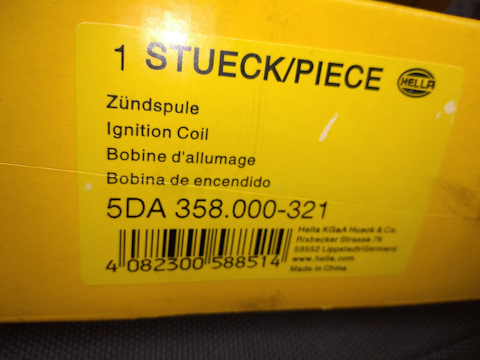 1 STUECK/PIECE
HELLA
Zündspule
Ignition Coil
Bobine d'allumage
Bobina de encendido
5DA 358.000-321
Hella KGaA Hueck & Co.
Rixbecker Strasse 75
59552 Lippstadt/Germany
www.hella.com
Made in China
4 082300 588514